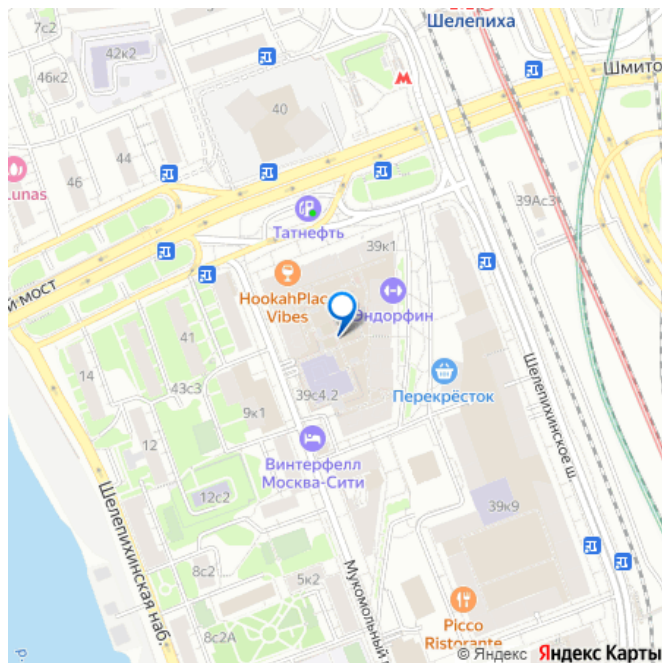 7с2
42к2
46к2
Шелепиха
Шмито
40
44
46
Lunas
39Ас3
Татнефть
39к1
й мост
HookahPlac
Vibes
Эндорфин
41
14
43с3
39с4.2
Перекрёсток
9к1
12
Шелепихинское ш.
Винтерфелл
Москва-Сити
12с2
39к9
Шелепихинская наб.
8с2
5к2
Мукомольный
8с2А
Picco
Ristorante
© Яндекс Яндекс Карты